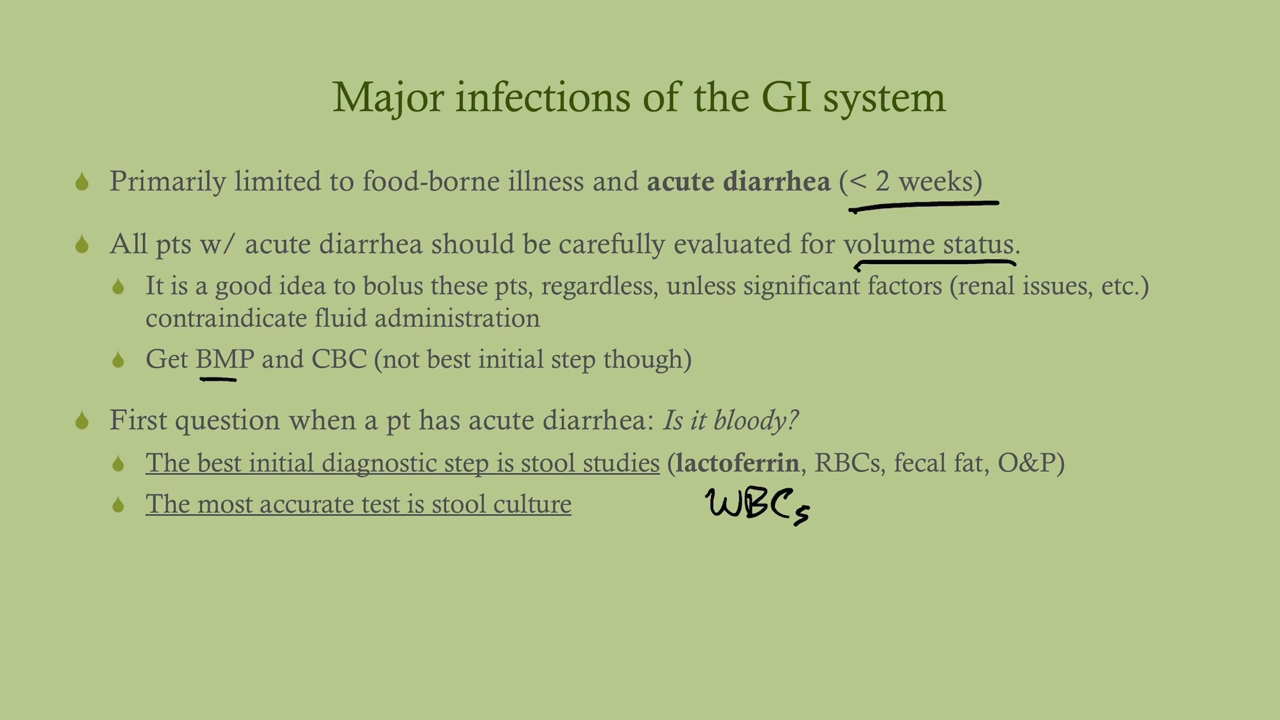 Major infections of the GI system
Primarily limited to food-borne illness and acute diarrhea (< 2 weeks)
All pts w/ acute diarrhea should be carefully evaluated for volume status.
It is a good idea to bolus these pts, regardless, unless significant factors (renal issues, etc.)
contraindicate fluid administration
Get BMP and CBC (not best initial step though)
First question when a pt has acute diarrhea: Is it bloody?
The best initial diagnostic step is stool studies (lactoferrin, RBCs, fecal fat, O&P)
The most accurate test is stool culture
WBCs